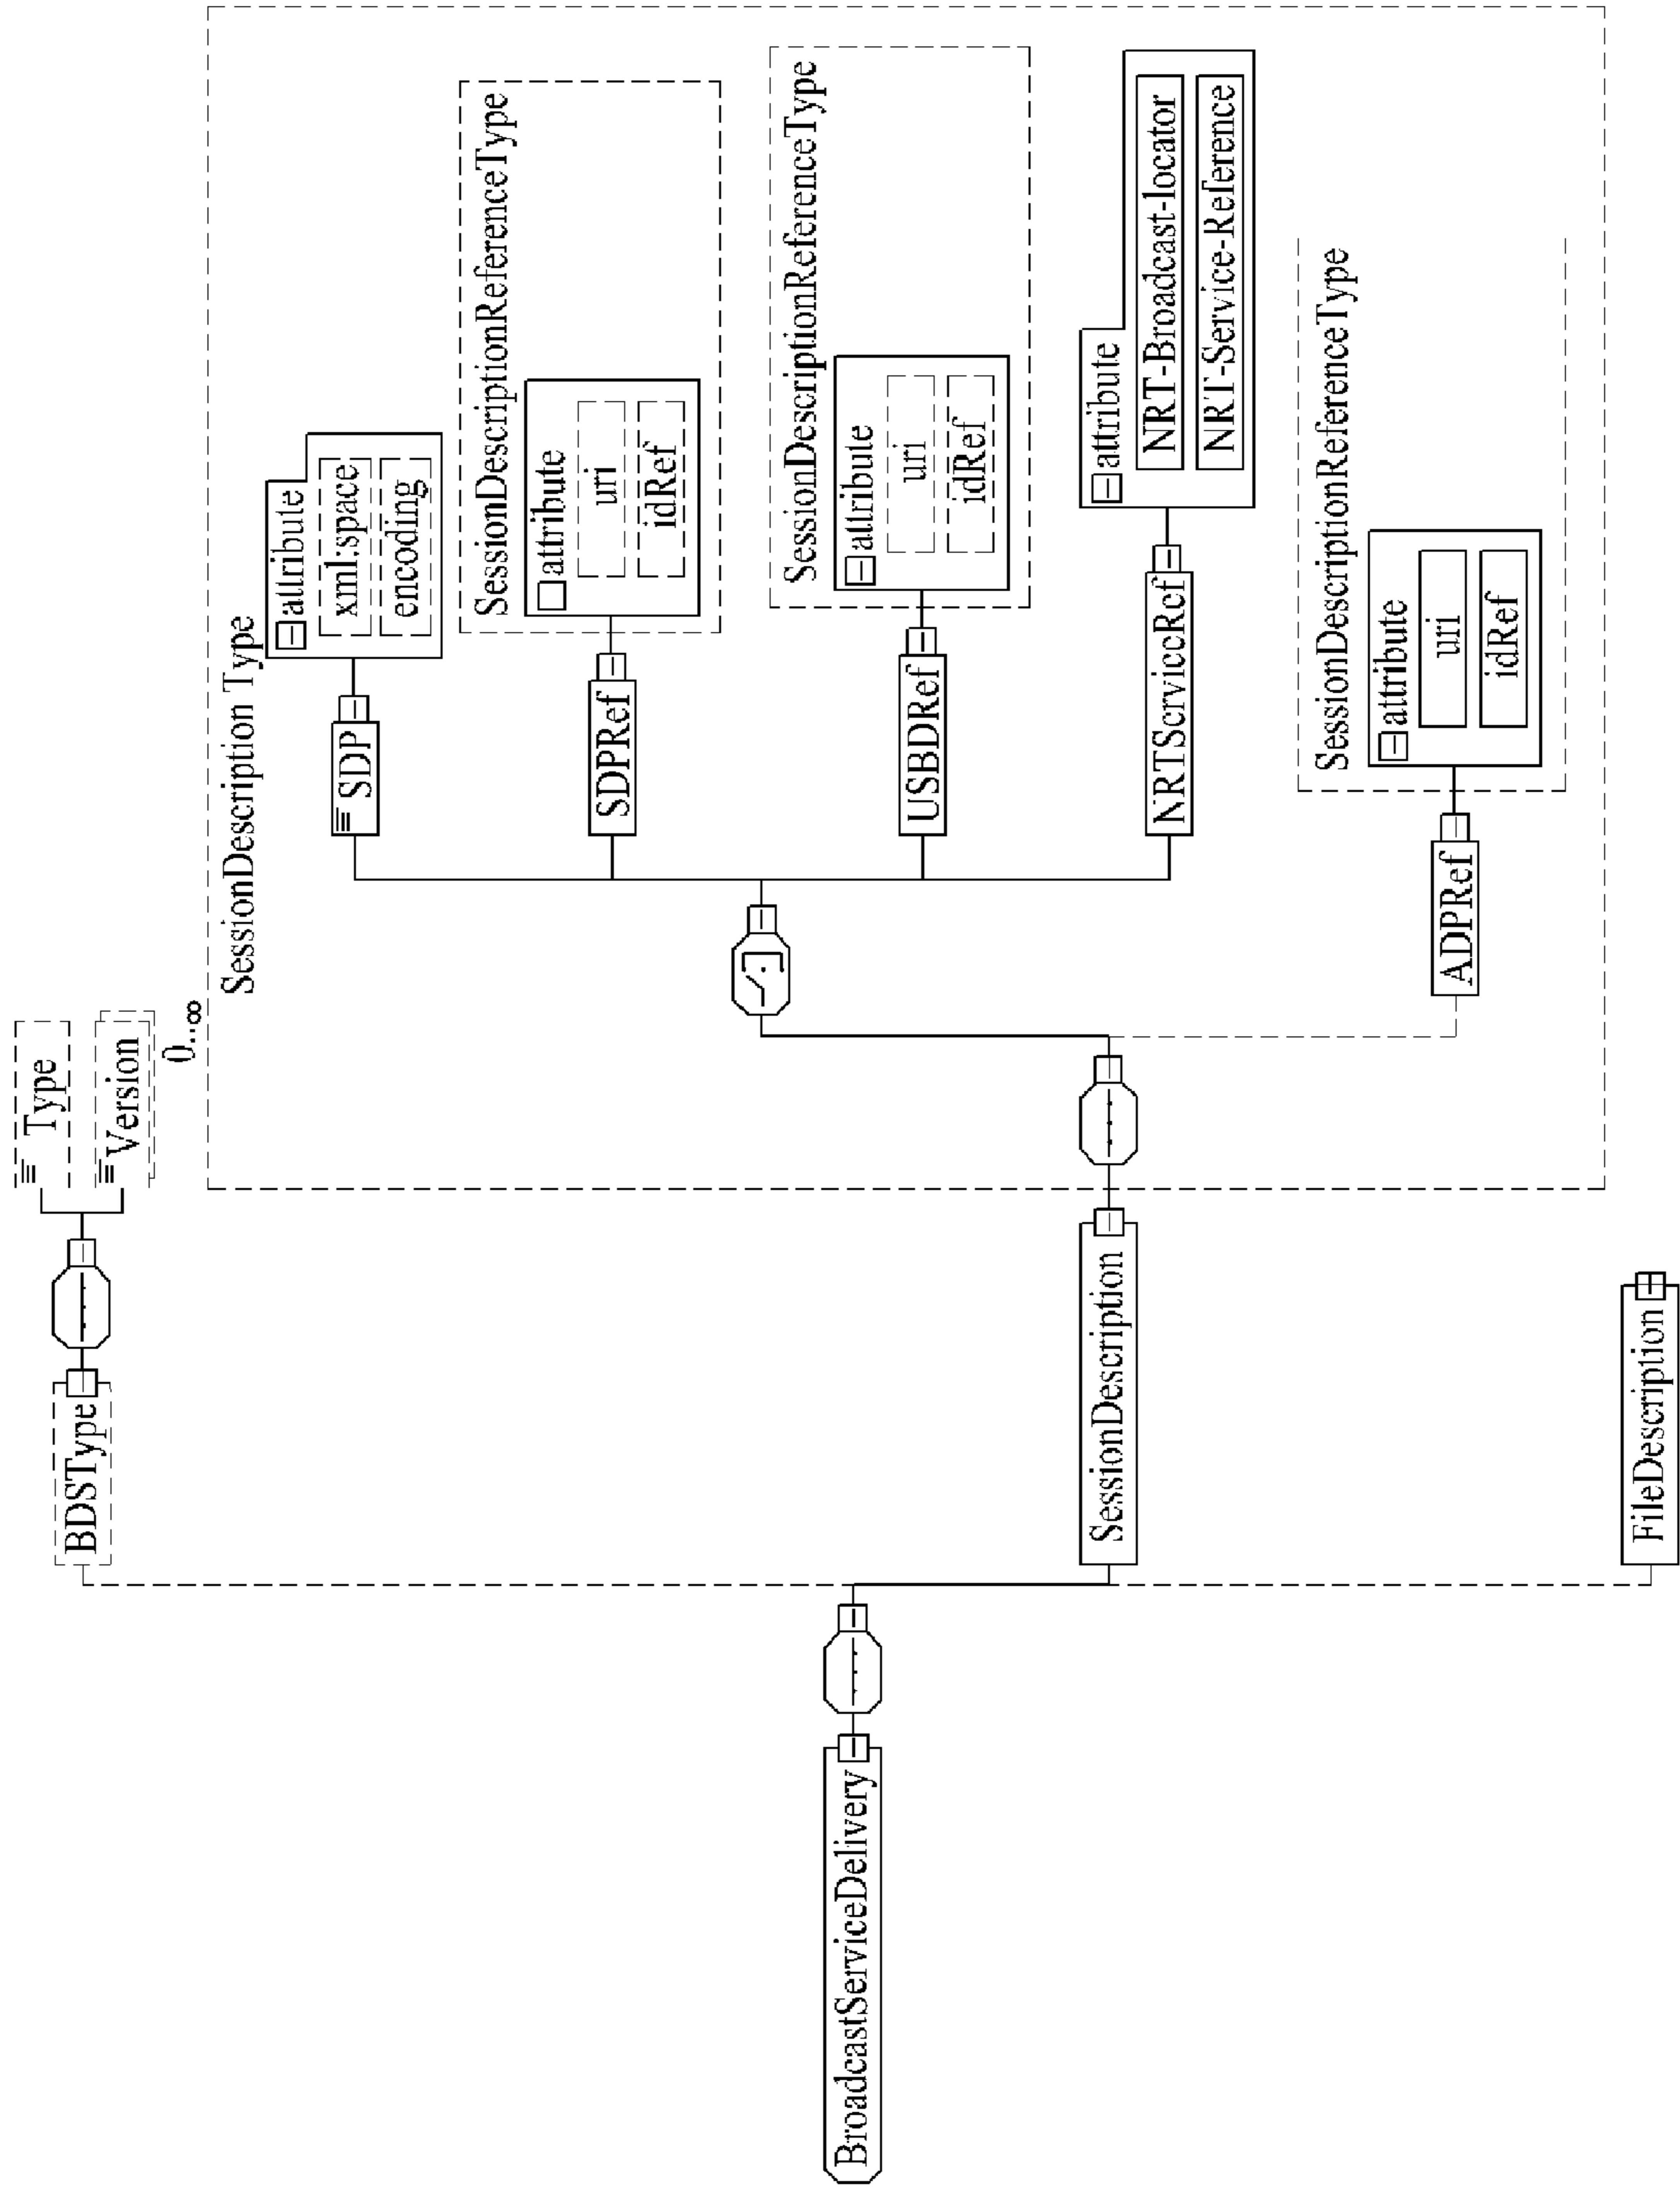 BroadcastServiceDelivery
BDSType
Type
Version
0..∞
SessionDescription
SessionDescription Type
SDP
attribute
xml:space
encoding
SDPRef
SessionDescriptionReferenceType
attribute
uri
idRef
USBDRef
SessionDescriptionReferenceType
attribute
uri
idRef
NRTServiceRef
attribute
NRT-Broadcast-locator
NRT-Service-Reference
ADPRef
SessionDescriptionReferenceType
attribute
uri
idRef
FileDescription